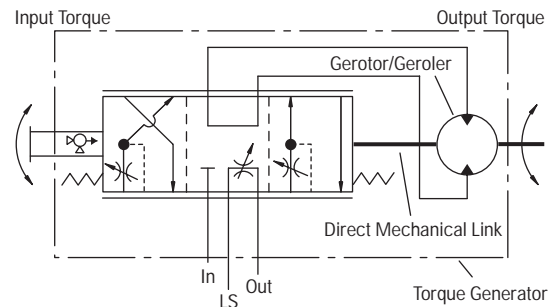 Input Torque
Output Torque
Gerotor/Geroler
Direct Mechanical Link
In
LS
Out
Torque Generator